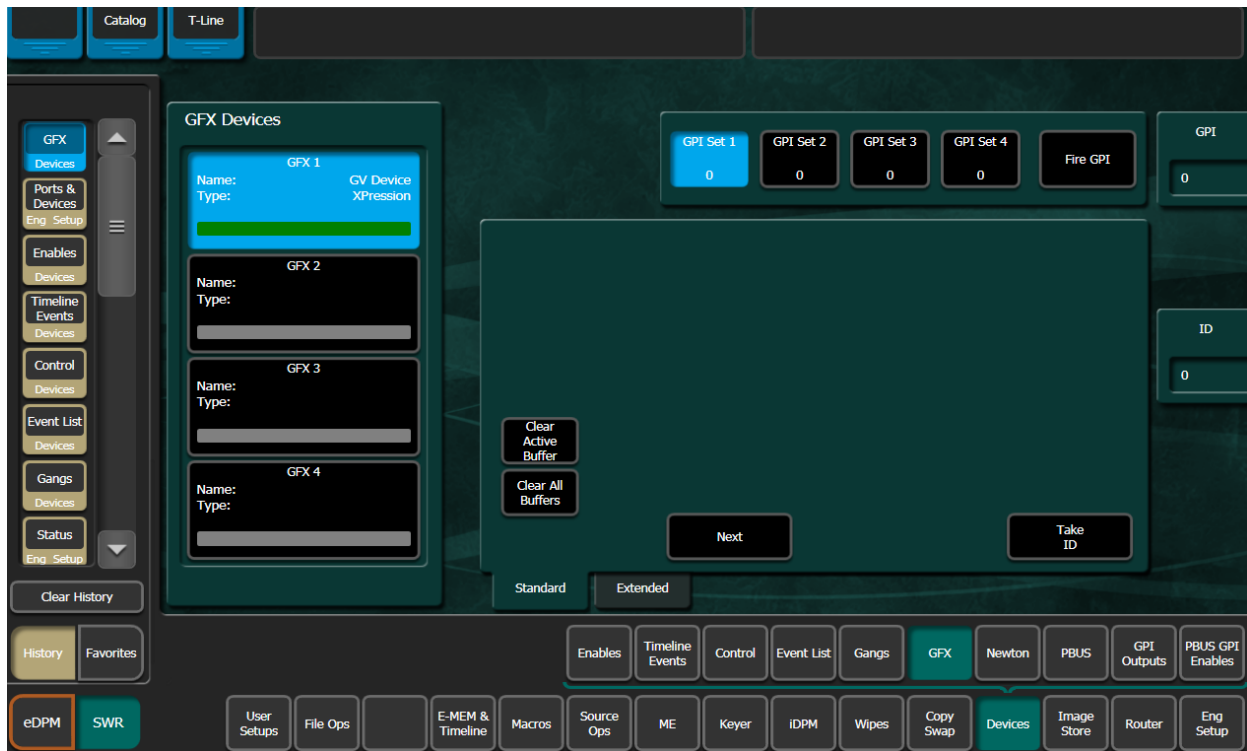 Catalog
T-Line
GFX
Devices
Ports &
Devices
Eng Setup
Enables
Devices
Timeline
Events
Devices
Control
Devices
Event List
Devices
Gangs
Devices
Status
Eng Setup
Clear History
History
Favorites
GFX Devices
GFX 1
Name: GV Device
Type: XPression
GFX 2
Name:
Type:
GFX 3
Name:
Type:
GFX 4
Name:
Type:
GPI Set 1
0
GPI Set 2
0
GPI Set 3
0
GPI Set 4
0
Fire GPI
GPI
0
ID
0
Clear
Active
Buffer
Clear All
Buffers
Next
Take
ID
Standard
Extended
Enables
Timeline
Events
Control
Event List
Gangs
GFX
Newton
PBUS
GPI
Outputs
PBUS GPI
Enables
eDPM
SWR
User
Setups
File Ops
E-MEM &
Timeline
Macros
Source
Ops
ME
Keyer
iDPM
Wipes
Copy
Swap
Devices
Image
Store
Router
Eng
Setup